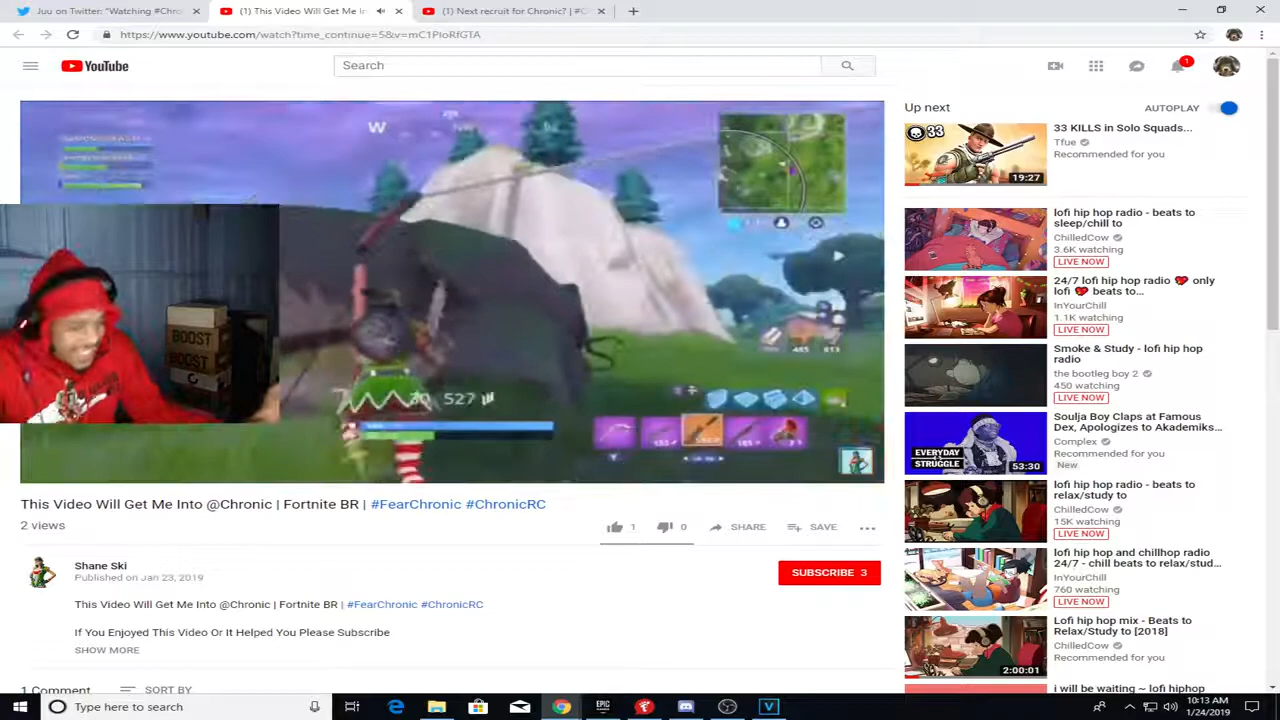 Juu on Twitter: "Watching #Chro
(1) This Video Will Get Me In
(1) Next recruit for Chronic? | #C
https://www.youtube.com/watch?time_continue=5&v=mC1PIoRfGTA
YouTube
Search
1
W
527
BOOST
BOOST
This Video Will Get Me Into @Chronic | Fortnite BR | #FearChronic #ChronicRC
2 views
1
0
SHARE
SAVE
Shane Ski
Published on Jan 23, 2019
SUBSCRIBE 3
This Video Will Get Me Into @Chronic | Fortnite BR | #FearChronic #ChronicRC
If You Enjoyed This Video Or It Helped You Please Subscribe
SHOW MORE
1 Comment
SORT BY
Up next
AUTOPLAY
33
19:27
33 KILLS in Solo Squads...
Tfue
Recommended for you
lofi hip hop radio - beats to
sleep/chill to
ChilledCow
3.6K watching
LIVE NOW
24/7 lofi hip hop radio ❤ only
lofi ❤ beats to...
InYourChill
1.1K watching
LIVE NOW
Smoke & Study - lofi hip hop
radio
the bootleg boy 2
450 watching
LIVE NOW
EVERYDAY
STRUGGLE
53:30
Soulja Boy Claps at Famous
Dex, Apologizes to Akademiks...
Complex
Recommended for you
New
lofi hip hop radio - beats to
relax/study to
ChilledCow
15K watching
LIVE NOW
lofi hip hop and chillhop radio
24/7 - chill beats to relax/stud...
InYourChill
760 watching
LIVE NOW
2:00:01
Lofi hip hop mix - Beats to
Relax/Study to [2018]
ChilledCow
Recommended for you
i will be waiting ~ lofi hiphop
Type here to search
EPIC
V
10:13 AM
1/24/2019